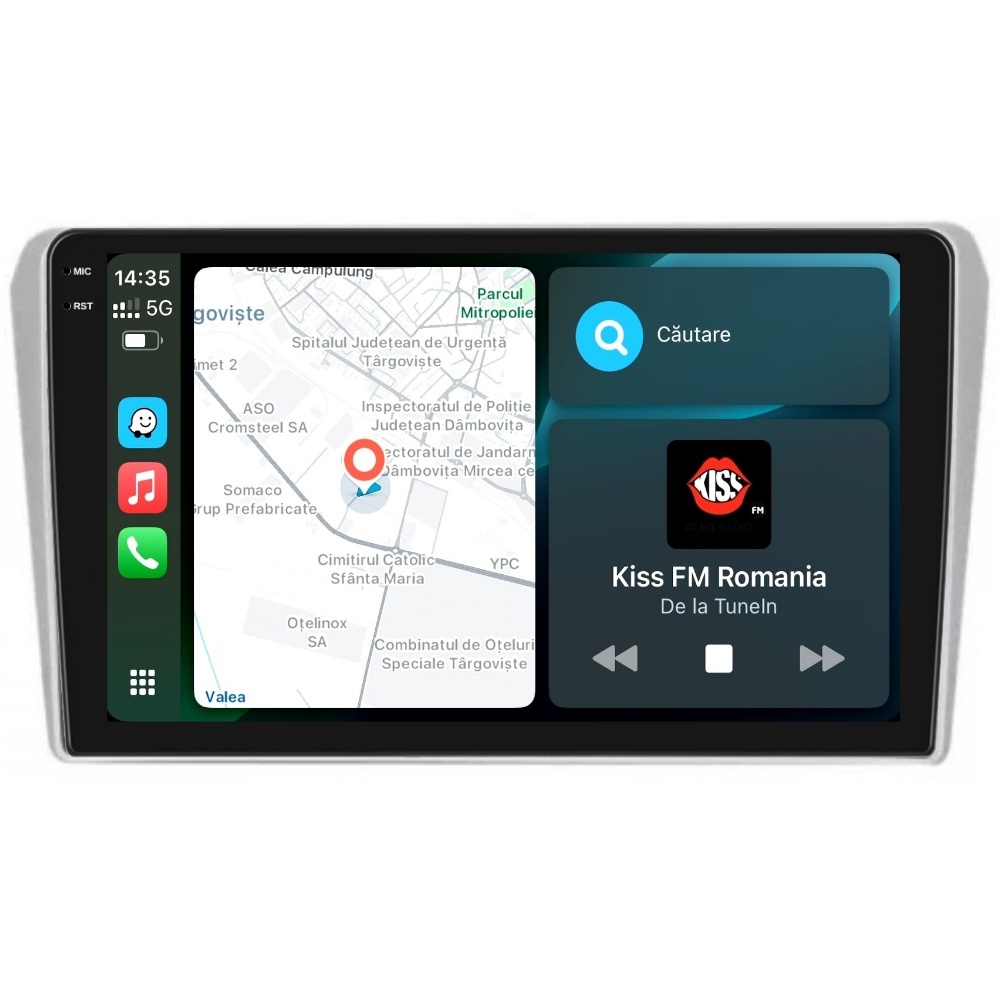 MIC
RST
14:35
5G
Calea Câmpulung
goviște
Parcul
Mitropoliei
Spitalul Județean de Urgență
Târgoviște
imet 2
ASO
Cromsteel SA
Inspectoratul de Poliție
Județean Dâmbovița
ectoratul de Jandarm
Dâmbovița Mircea ce
Somaco
Grup Prefabricate
Cimitirul Catolic
Sfânta Maria
YPC
Oțelinox
SA
Combinatul de Oțeluri
Speciale Târgoviște
Valea
Căutare
KISS
FM
Kiss FM Romania
De la TuneIn